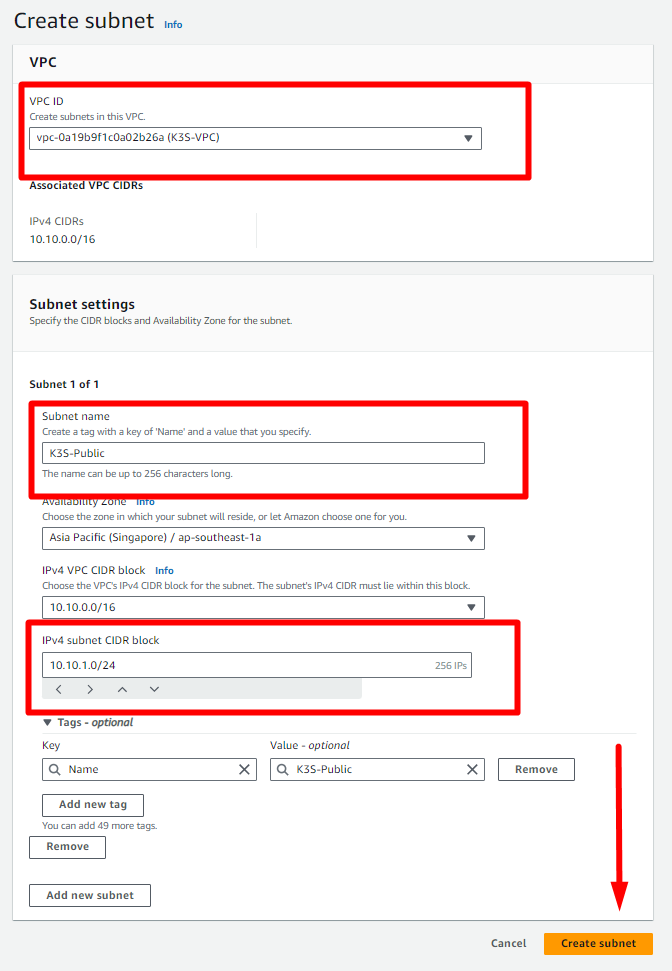 Create subnet Info
VPC
VPC ID
Create subnets in this VPC.
vpc-0a19b9f1c0a02b26a (K3S-VPC)
Associated VPC CIDRs
IPv4 CIDRs
10.10.0.0/16
Subnet settings
Specify the CIDR blocks and Availability Zone for the subnet.
Subnet 1 of 1
Subnet name
Create a tag with a key of 'Name' and a value that you specify.
K3S-Public
The name can be up to 256 characters long.
Availability Zone Info
Choose the zone in which your subnet will reside, or let Amazon choose one for you.
Asia Pacific (Singapore) / ap-southeast-1a
IPv4 VPC CIDR block Info
Choose the VPC's IPv4 CIDR block for the subnet. The subnet's IPv4 CIDR must lie within this block.
10.10.0.0/16
IPv4 subnet CIDR block
10.10.1.0/24 256 IPs
Tags - optional
Key Value - optional
Name K3S-Public Remove
Add new tag
You can add 49 more tags.
Remove
Add new subnet
Cancel Create subnet